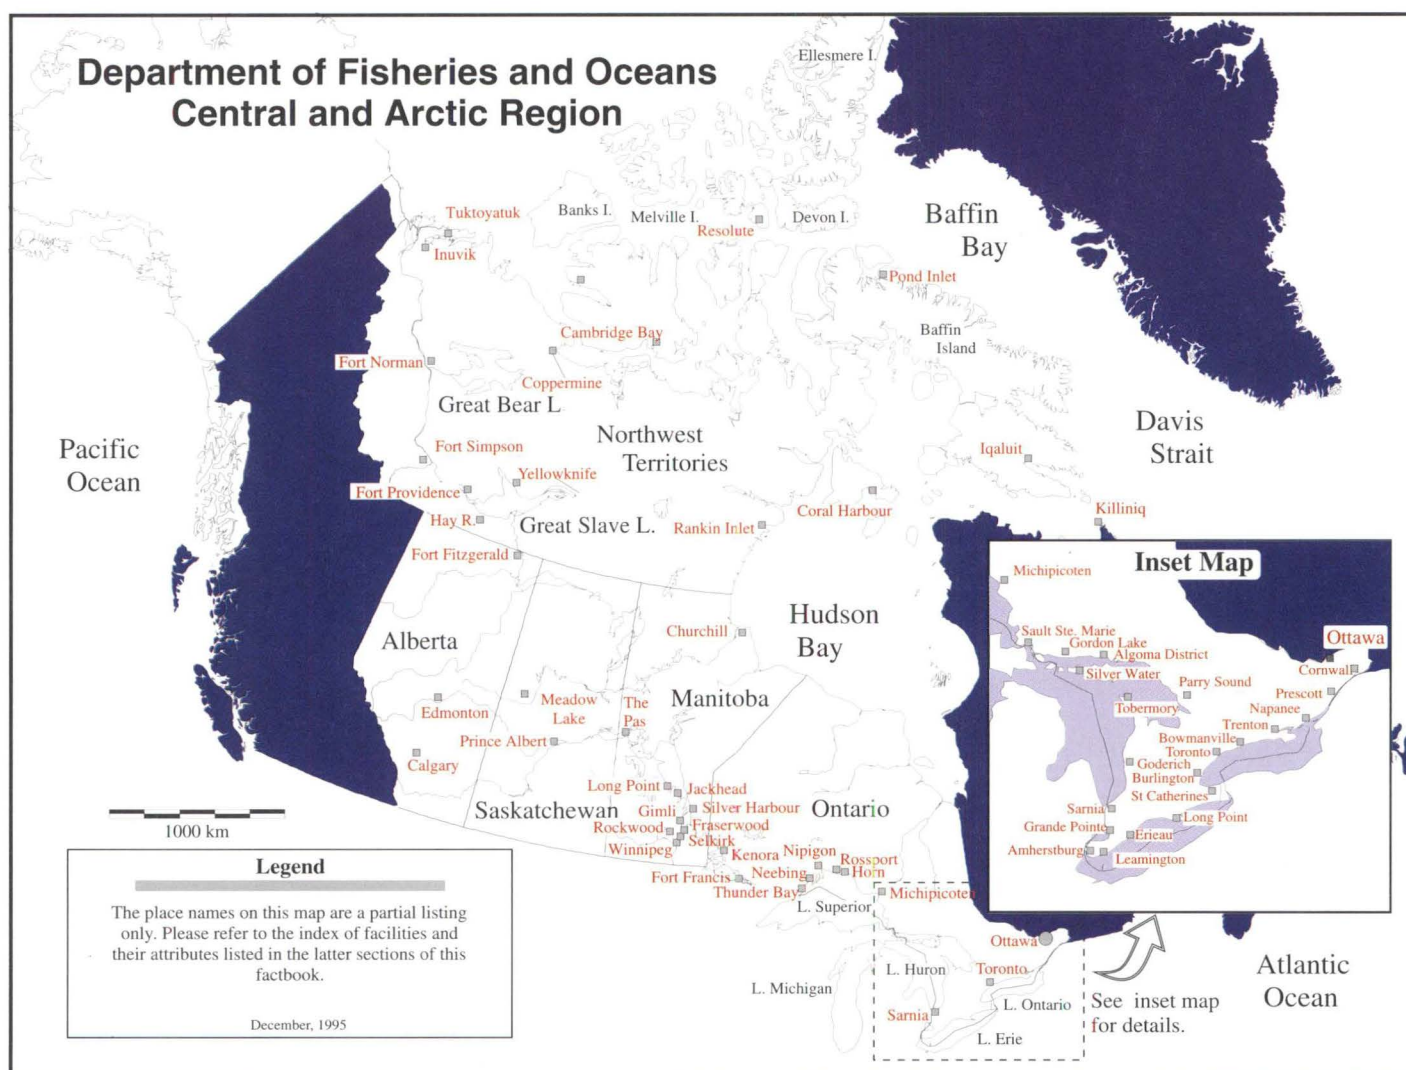 Department of Fisheries and Oceans
Central and Arctic Region
Ellesmere I.
Tuktoyatuk
Banks I.
Melville I.
Devon I.
Resolute
Baffin
Bay
Inuvik
Pond Inlet
Cambridge Bay
Baffin
Island
Fort Norman
Coppermine
Great Bear L
Northwest
Territories
Davis
Strait
Pacific
Ocean
Fort Simpson
Iqaluit
Yellowknife
Fort Providence
Coral Harbour
Killiniq
Hay R.
Great Slave L.
Rankin Inlet
Fort Fitzgerald
Alberta
Churchill
Hudson
Bay
Edmonton
Meadow
Lake
The
Pas
Manitoba
Prince Albert
Calgary
Long Point
Jackhead
Saskatchewan
Gimli
Silver Harbour
Ontario
Rockwood
Fraserwood
Winnipeg
Selkirk
Kenora
Nipigon
Rossport
Fort Francis
Neebing
Horn
Thunder Bay
Michipicoten
L. Superior
Ottawa
L. Huron
Toronto
L. Michigan
L. Ontario
Sarnia
L. Erie
See inset map
for details.
Atlantic
Ocean
Inset Map
Michipicoten
Sault Ste. Marie
Gordon Lake
Algoma District
Ottawa
Cornwall
Silver Water
Parry Sound
Prescott
Tobermory
Napanee
Trenton
Bowmanville
Toronto
Goderich
Burlington
St Catherines
Sarnia
Long Point
Grande Pointe
Erieau
Amherstburg
Leamington
1000 km
Legend
The place names on this map are a partial listing
only. Please refer to the index of facilities and
their attributes listed in the latter sections of this
factbook.
December, 1995